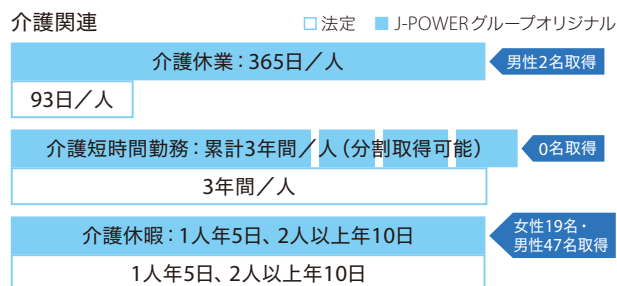 介護関連
法定 J-POWERグループオリジナル
介護休業：365日／人
男性2名取得
93日／人
介護短時間勤務：累計3年間／人（分割取得可能）
0名取得
3年間／人
介護休暇：1人年5日、2人以上年10日
女性19名・
男性47名取得
1人年5日、2人以上年10日